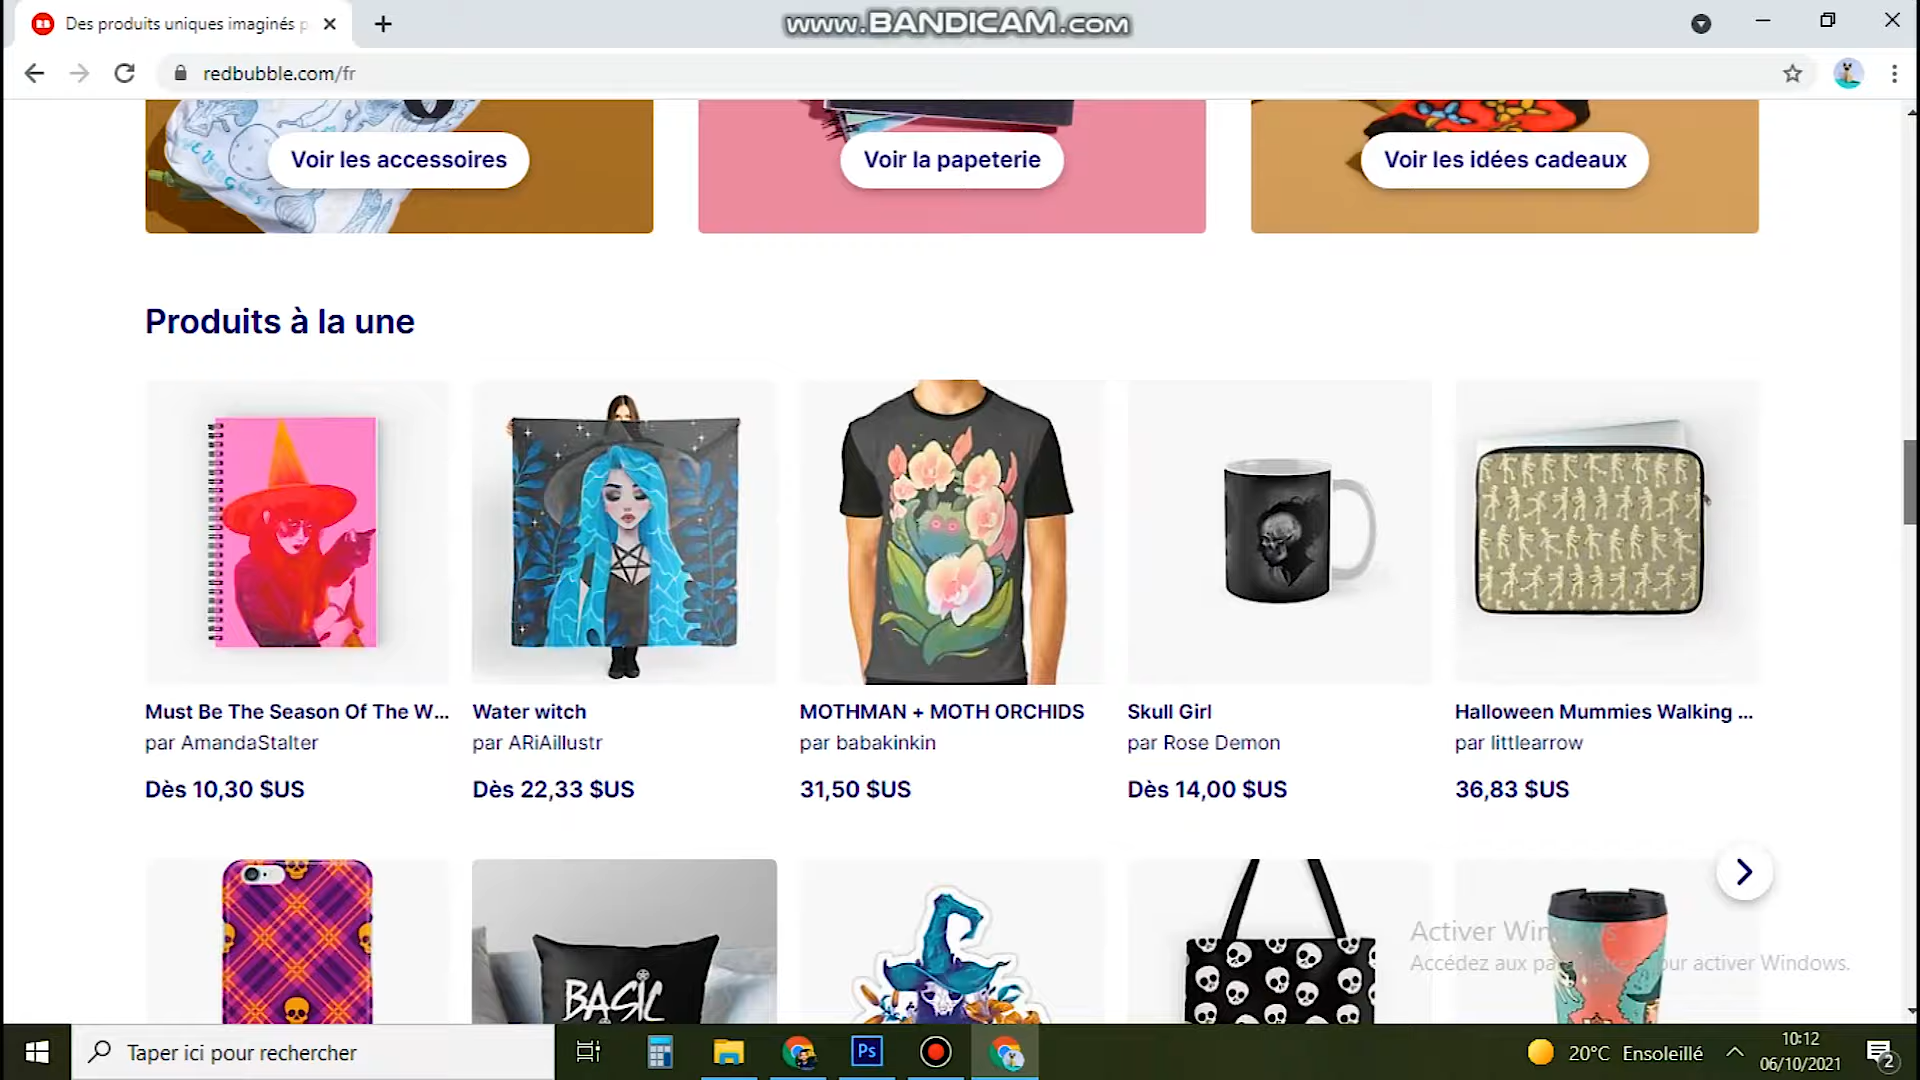 Des produits uniques imaginés p
www.BANDICAM.com
redbubble.com/fr
Voir les accessoires
Voir la papeterie
Voir les idées cadeaux
Produits à la une
Must Be The Season Of The W...
Water witch
MOTHMAN + MOTH ORCHIDS
Skull Girl
Halloween Mummies Walking ...
par AmandaStalter
par ARiAillustr
par babakinkin
par Rose Demon
par littlearrow
Dès 10,30 $US
Dès 22,33 $US
31,50 $US
Dès 14,00 $US
36,83 $US
BASIC
Activer Windows
Accédez aux paramètres pour activer Windows.
Taper ici pour rechercher
Ps
20°C Ensoleillé
10:12
06/10/2021
2